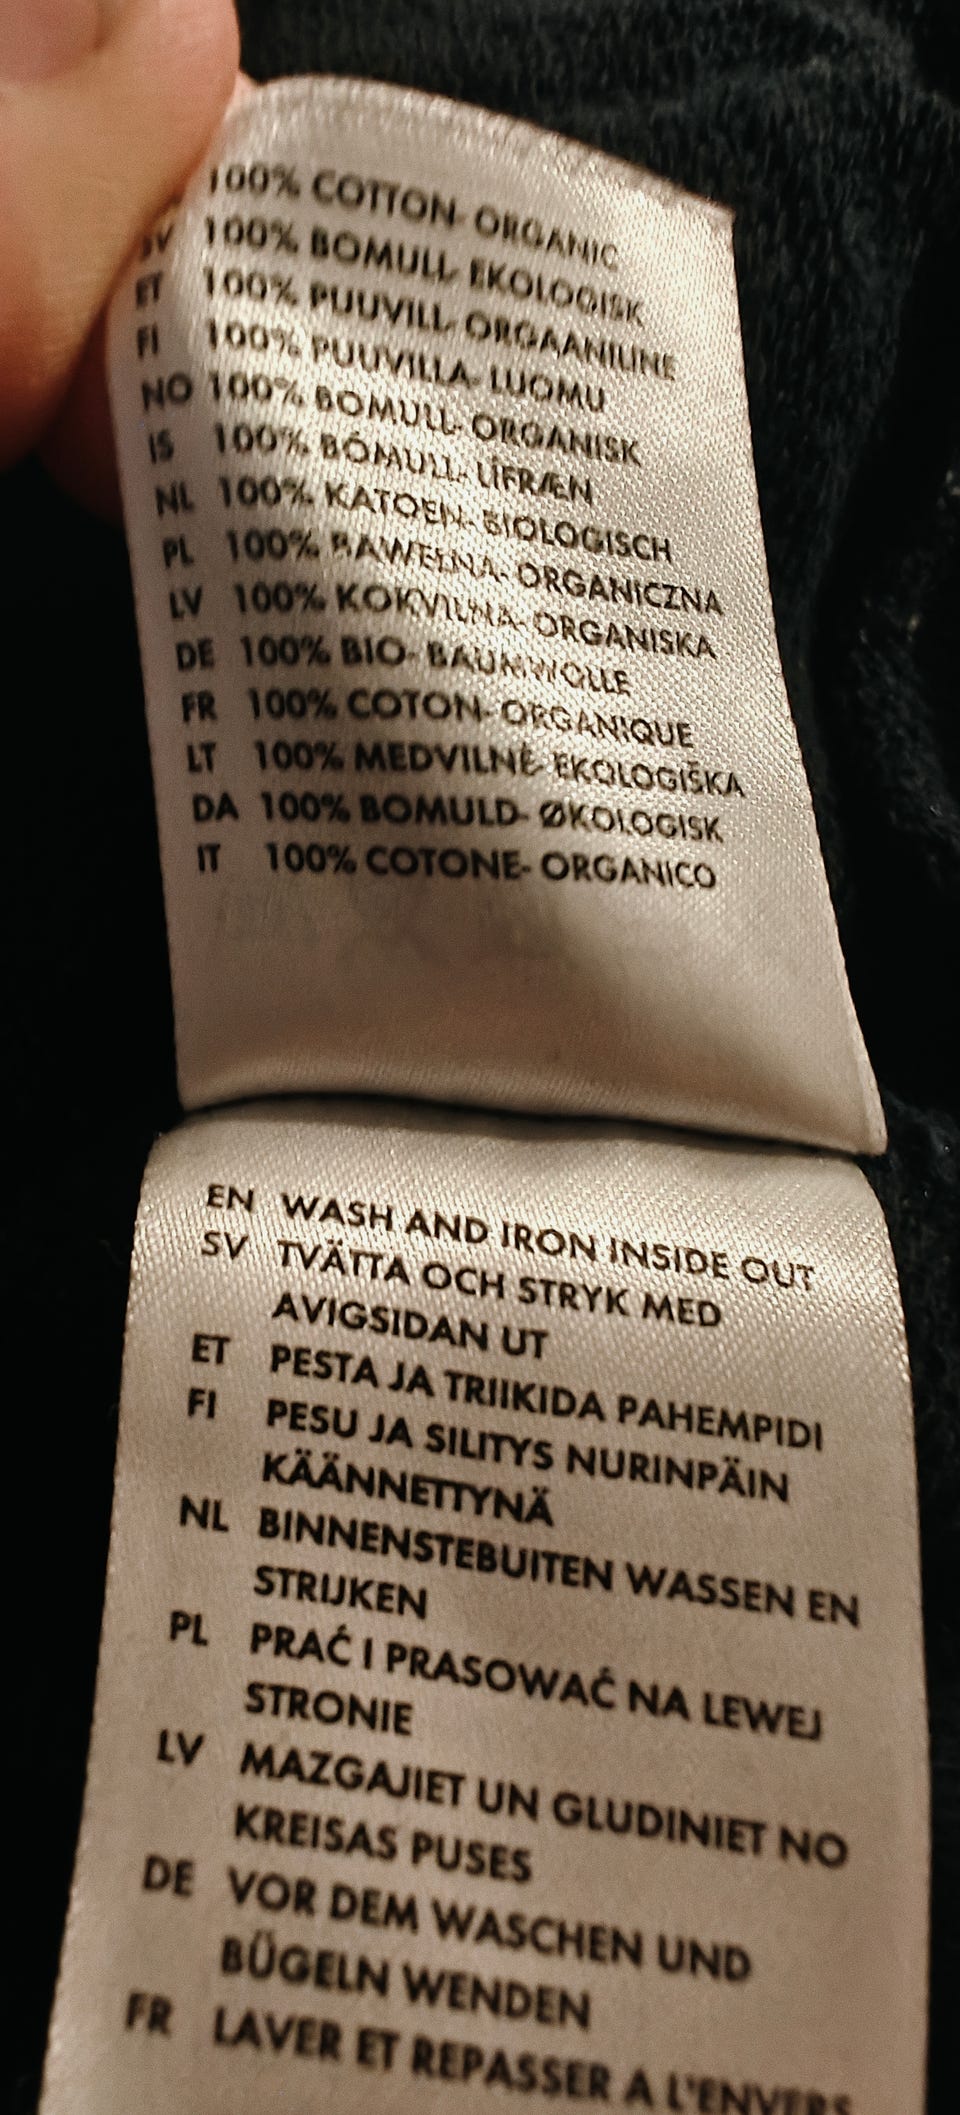 100% COTTON- ORGANIC
SV 100% BOMULL- EKOLOGISK
ET 100% PUUVILL- ORGAANILINE
FI 100% PUUVILLA- LUOMU
NO 100% BOMULL- ORGANISK
IS 100% BÓMULL- LÍFRÆN
NL 100% KATOEN- BIOLOGISCH
PL 100% BAWEŁNA- ORGANICZNA
LV 100% KOKVILNA- ORGANISKA
DE 100% BIO- BAUMWOLLE
FR 100% COTON- ORGANIQUE
LT 100% MEDVILNĖ- EKOLOGIŠKA
DA 100% BOMULD- ØKOLOGISK
IT 100% COTONE- ORGANICO
EN WASH AND IRON INSIDE OUT
SV TVÄTTA OCH STRYK MED
AVIGSIDAN UT
ET PESTA JA TRIIKIDA PAHEMPIDI
FI PESU JA SILITYS NURINPÄIN
KÄÄNNETTYNÄ
NL BINNENSTEBUITEN WASSEN EN
STRIJKEN
PL PRAĆ I PRASOWAĆ NA LEWEJ
STRONIE
LV MAZGAJIET UN GLUDINIET NO
KREISAS PUSES
DE VOR DEM WASCHEN UND
BÜGELN WENDEN
FR LAVER ET REPASSER A L'ENVERS